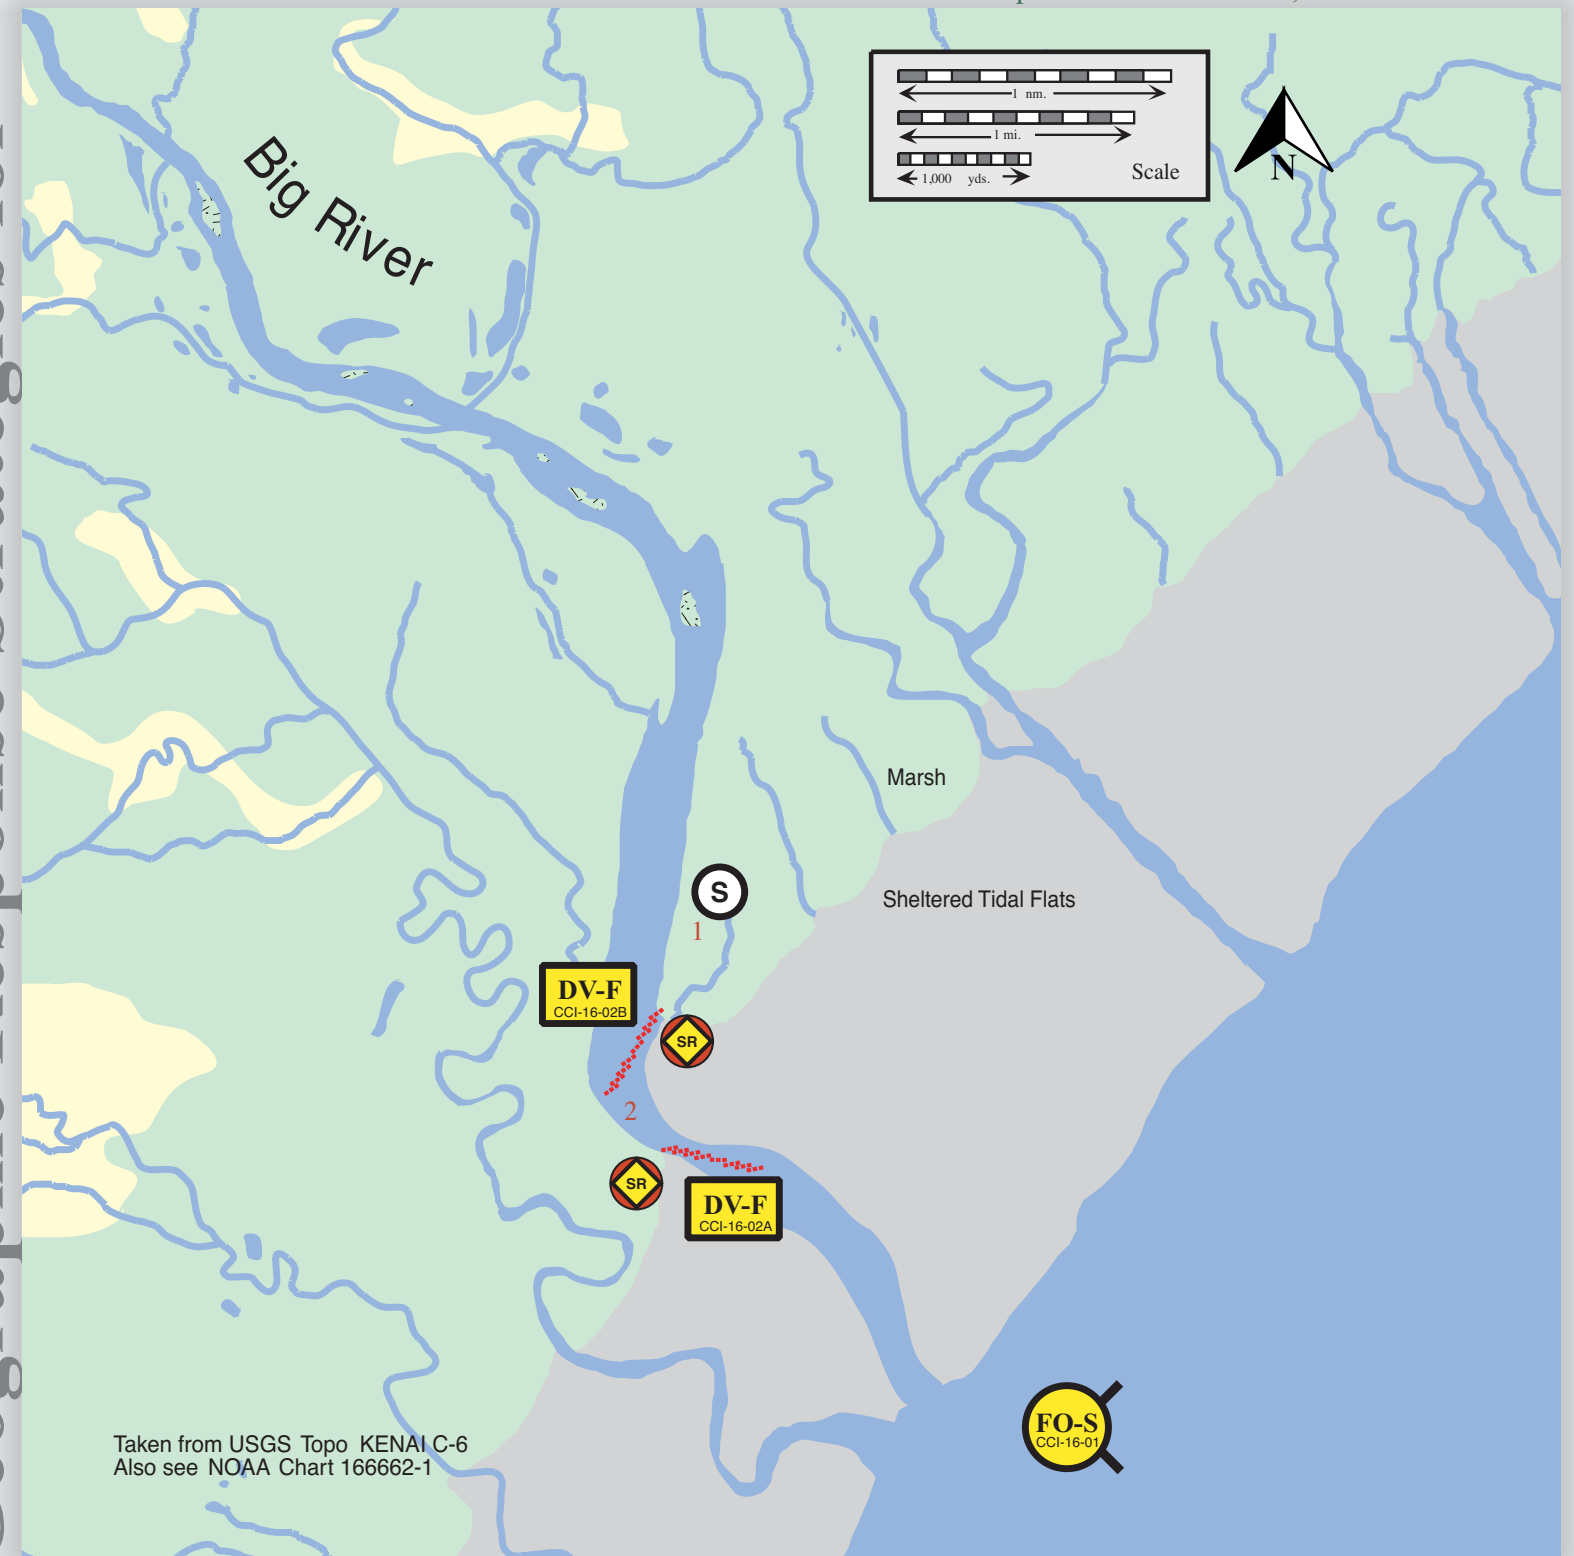 Big River
1 nm.
1 mi.
1,000 yds.
Scale
N
Marsh
Sheltered Tidal Flats
S
1
DV-F
CCI-16-02B
SR
2
SR
DV-F
CCI-16-02A
FO-S
CCI-16-01
Taken from USGS Topo KENAI C-6
Also see NOAA Chart 166662-1